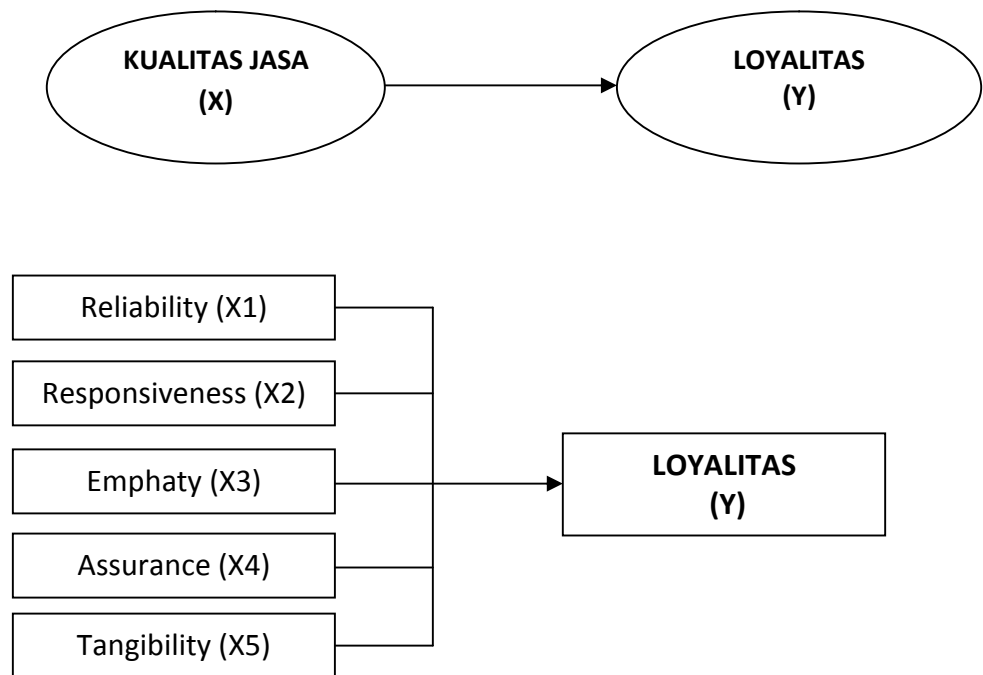 KUALITAS JASA
(X)
LOYALITAS
(Y)
Reliability (X1)
Responsiveness (X2)
Emphaty (X3)
Assurance (X4)
Tangibility (X5)
LOYALITAS
(Y)